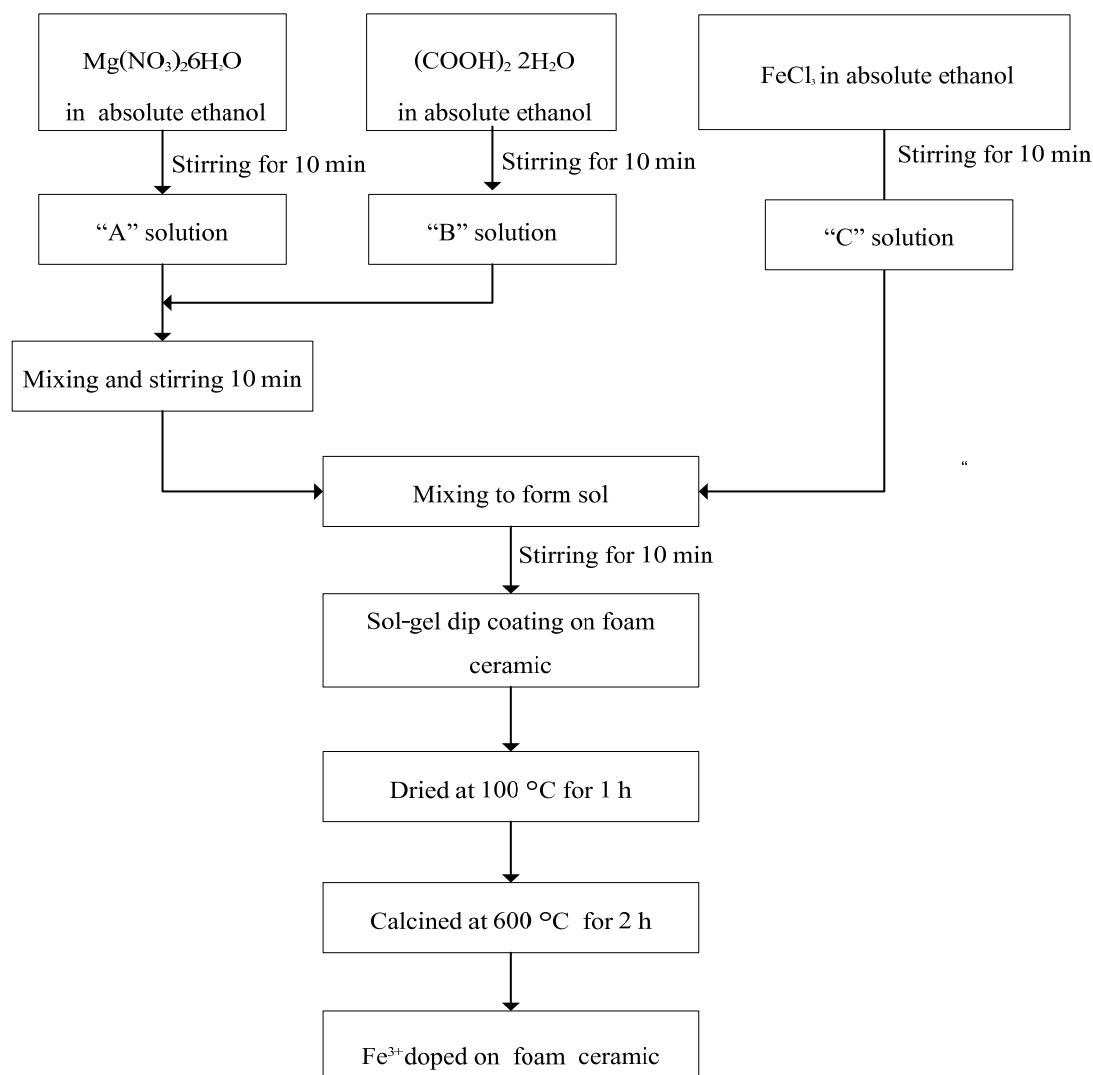 Mg(NO₃)₂6H₂O
in absolute ethanol
(COOH)₂ 2H₂O
in absolute ethanol
FeCl₃ in absolute ethanol
Stirring for 10 min
Stirring for 10 min
Stirring for 10 min
“A” solution
“B” solution
“C” solution
Mixing and stirring 10 min
“
Mixing to form sol
Stirring for 10 min
Sol-gel dip coating on foam
ceramic
Dried at 100 °C for 1 h
Calcined at 600 °C for 2 h
Fe³⁺doped on foam ceramic